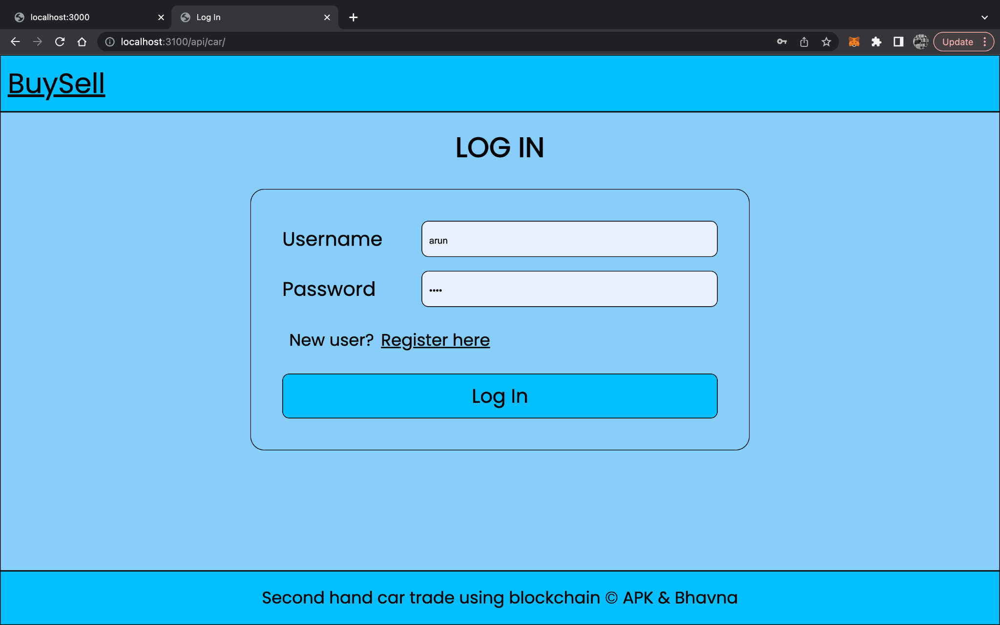 localhost:3000
Log In
localhost:3100/api/car/
Update
BuySell
LOG IN
Username
arun
Password
••••
New user? Register here
Log In
Second hand car trade using blockchain © APK & Bhavna